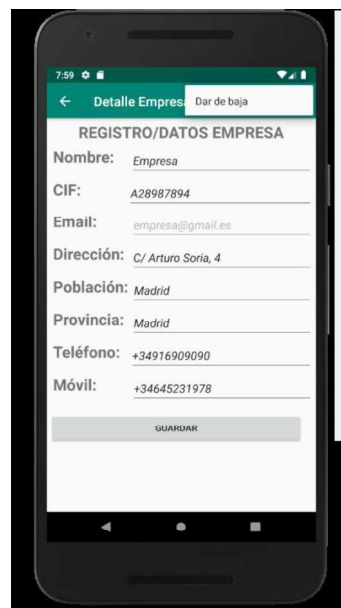 7:59
Detalle Empres
Dar de baja
REGISTRO/DATOS EMPRESA
Nombre: Empresa
CIF: A28987894
Email: empresa@gmail.es
Dirección: C/ Arturo Soria, 4
Población: Madrid
Provincia: Madrid
Teléfono: +34916909090
Móvil: +34645231978
GUARDAR